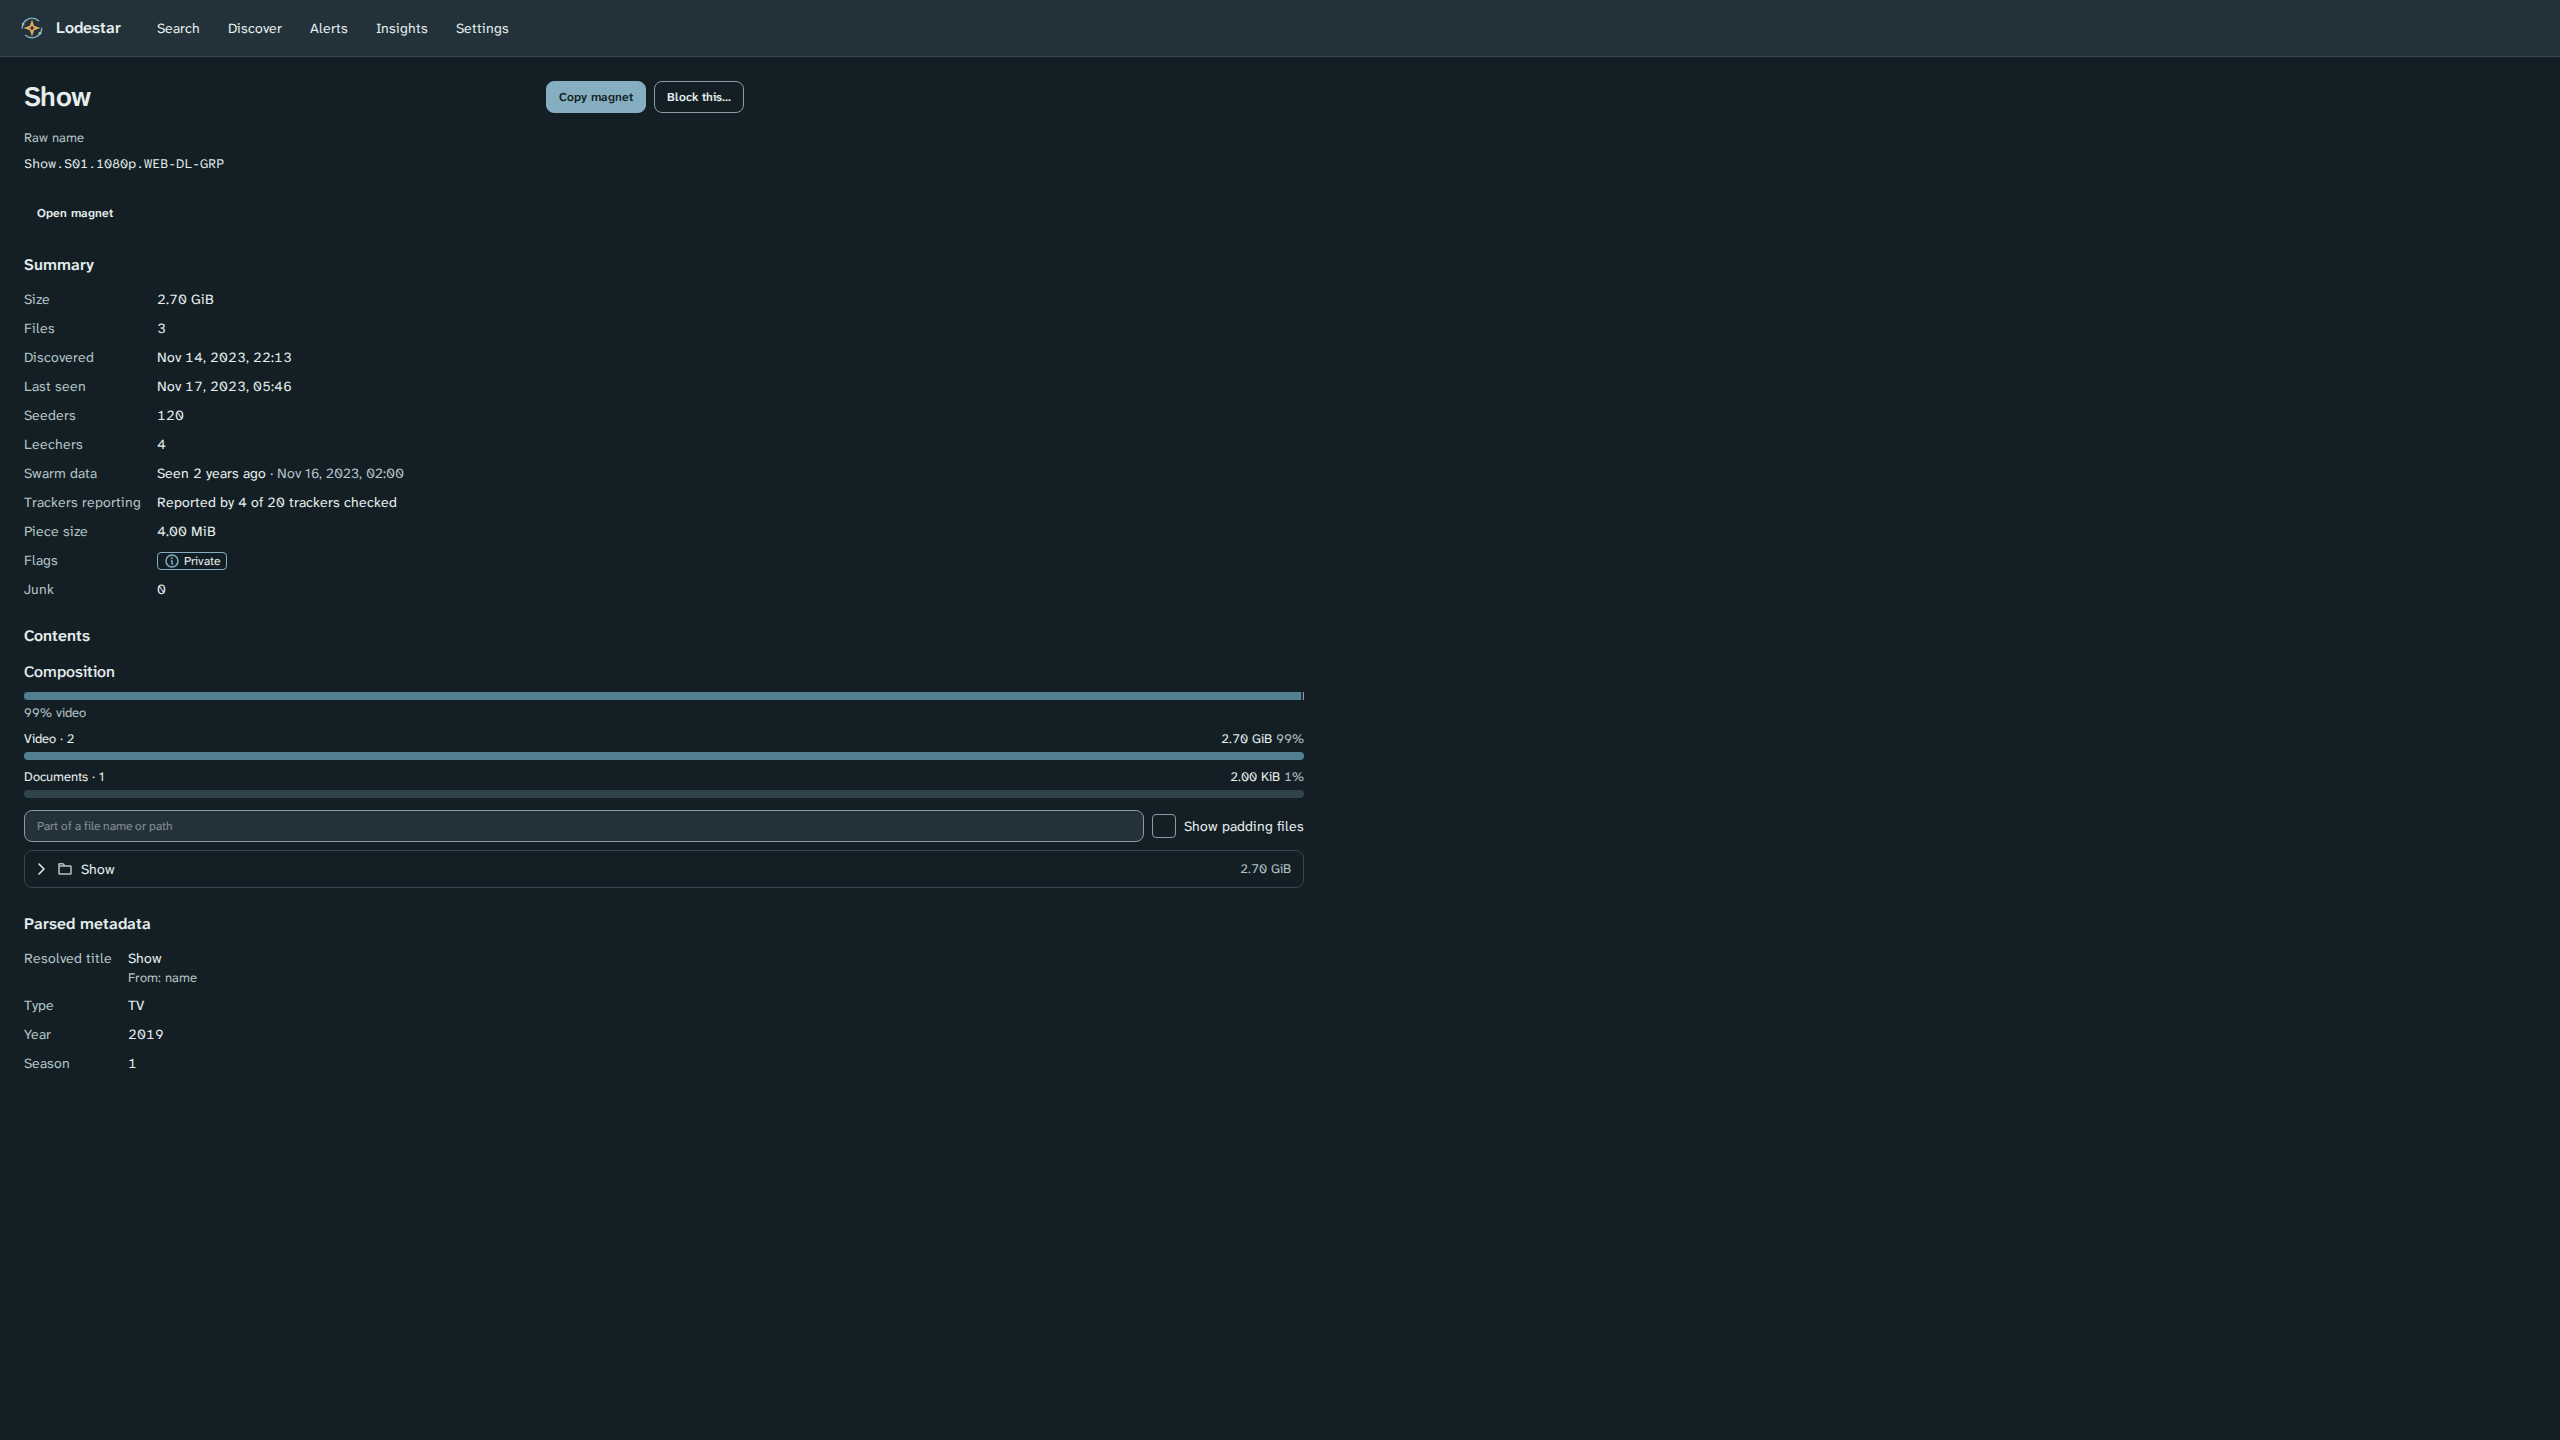 Lodestar Search Discover Alerts Insights Settings
Show Copy magnet Block this...
Raw name
Show.S01.1080p.WEB-DL-GRP
Open magnet
Summary
Size 2.70 GiB
Files 3
Discovered Nov 14, 2023, 22:13
Last seen Nov 17, 2023, 05:46
Seeders 120
Leechers 4
Swarm data Seen 2 years ago · Nov 16, 2023, 02:00
Trackers reporting Reported by 4 of 20 trackers checked
Piece size 4.00 MiB
Flags Private
Junk 0
Contents
Composition
99% video
Video · 2 2.70 GiB 99%
Documents · 1 2.00 KiB 1%
Part of a file name or path Show padding files
Show 2.70 GiB
Parsed metadata
Resolved title Show
From: name
Type TV
Year 2019
Season 1